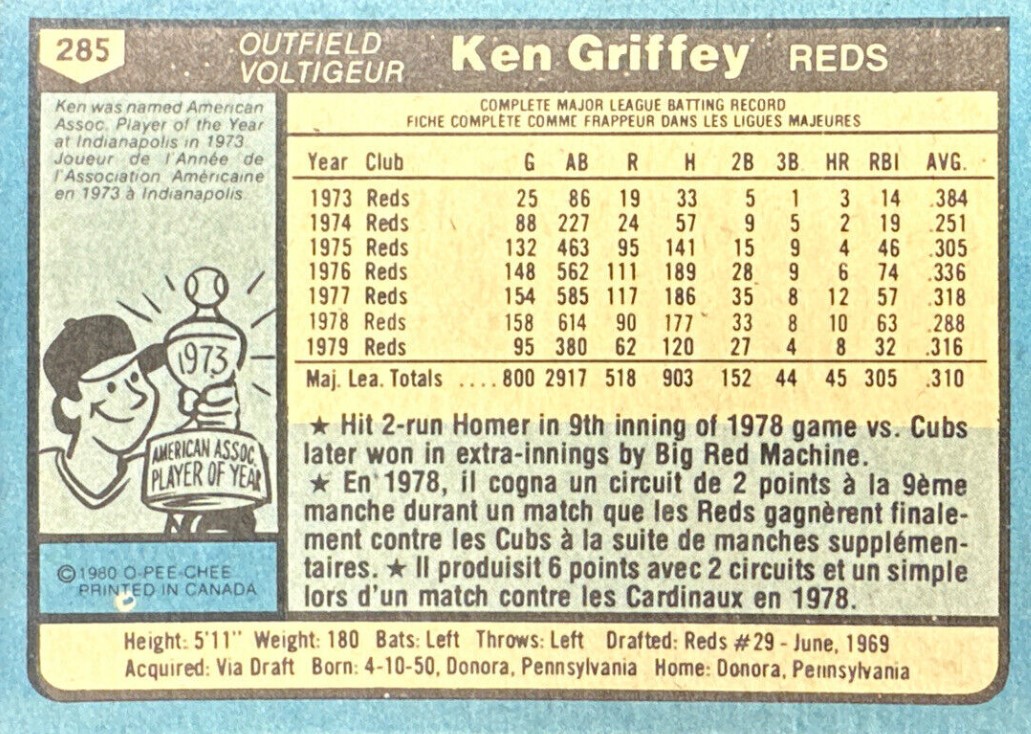 285
OUTFIELD
VOLTIGEUR
Ken Griffey REDS
Ken was named American
Assoc. Player of the Year
at Indianapolis in 1973.
Joueur de l'Année de
l'Association Américaine
en 1973 à Indianapolis.
1973
AMERICAN ASSOC.
PLAYER OF YEAR
©1980 O-PEE-CHEE
PRINTED IN CANADA
COMPLETE MAJOR LEAGUE BATTING RECORD
FICHE COMPLÈTE COMME FRAPPEUR DANS LES LIGUES MAJEURES
Year Club G AB R H 2B 3B HR RBI AVG.
1973 Reds 25 86 19 33 5 1 3 14 .384
1974 Reds 88 227 24 57 9 5 2 19 .251
1975 Reds 132 463 95 141 15 9 4 46 .305
1976 Reds 148 562 111 189 28 9 6 74 .336
1977 Reds 154 585 117 186 35 8 12 57 .318
1978 Reds 158 614 90 177 33 8 10 63 .288
1979 Reds 95 380 62 120 27 4 8 32 .316
Maj. Lea. Totals ....800 2917 518 903 152 44 45 305 .310
★ Hit 2-run Homer in 9th inning of 1978 game vs. Cubs
later won in extra-innings by Big Red Machine.
★ En 1978, il cogna un circuit de 2 points à la 9ème
manche durant un match que les Reds gagnèrent finale-
ment contre les Cubs à la suite de manches supplémen-
taires. ★ Il produisit 6 points avec 2 circuits et un simple
lors d'un match contre les Cardinaux en 1978.
Height: 5'11" Weight: 180 Bats: Left Throws: Left Drafted: Reds #29 - June, 1969
Acquired: Via Draft Born: 4-10-50, Donora, Pennsylvania Home: Donora, Pennsylvania